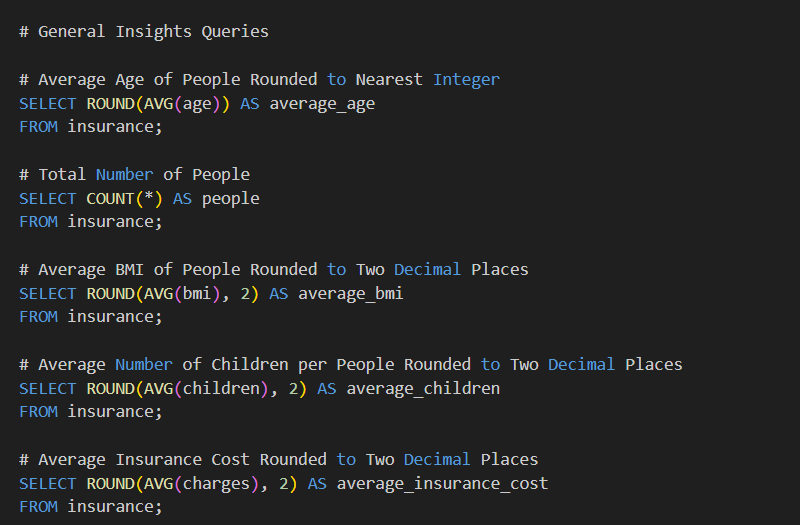 # General Insights Queries
# Average Age of People Rounded to Nearest Integer
SELECT ROUND(AVG(age)) AS average_age
FROM insurance;
# Total Number of People
SELECT COUNT(*) AS people
FROM insurance;
# Average BMI of People Rounded to Two Decimal Places
SELECT ROUND(AVG(bmi), 2) AS average_bmi
FROM insurance;
# Average Number of Children per People Rounded to Two Decimal Places
SELECT ROUND(AVG(children), 2) AS average_children
FROM insurance;
# Average Insurance Cost Rounded to Two Decimal Places
SELECT ROUND(AVG(charges), 2) AS average_insurance_cost
FROM insurance;